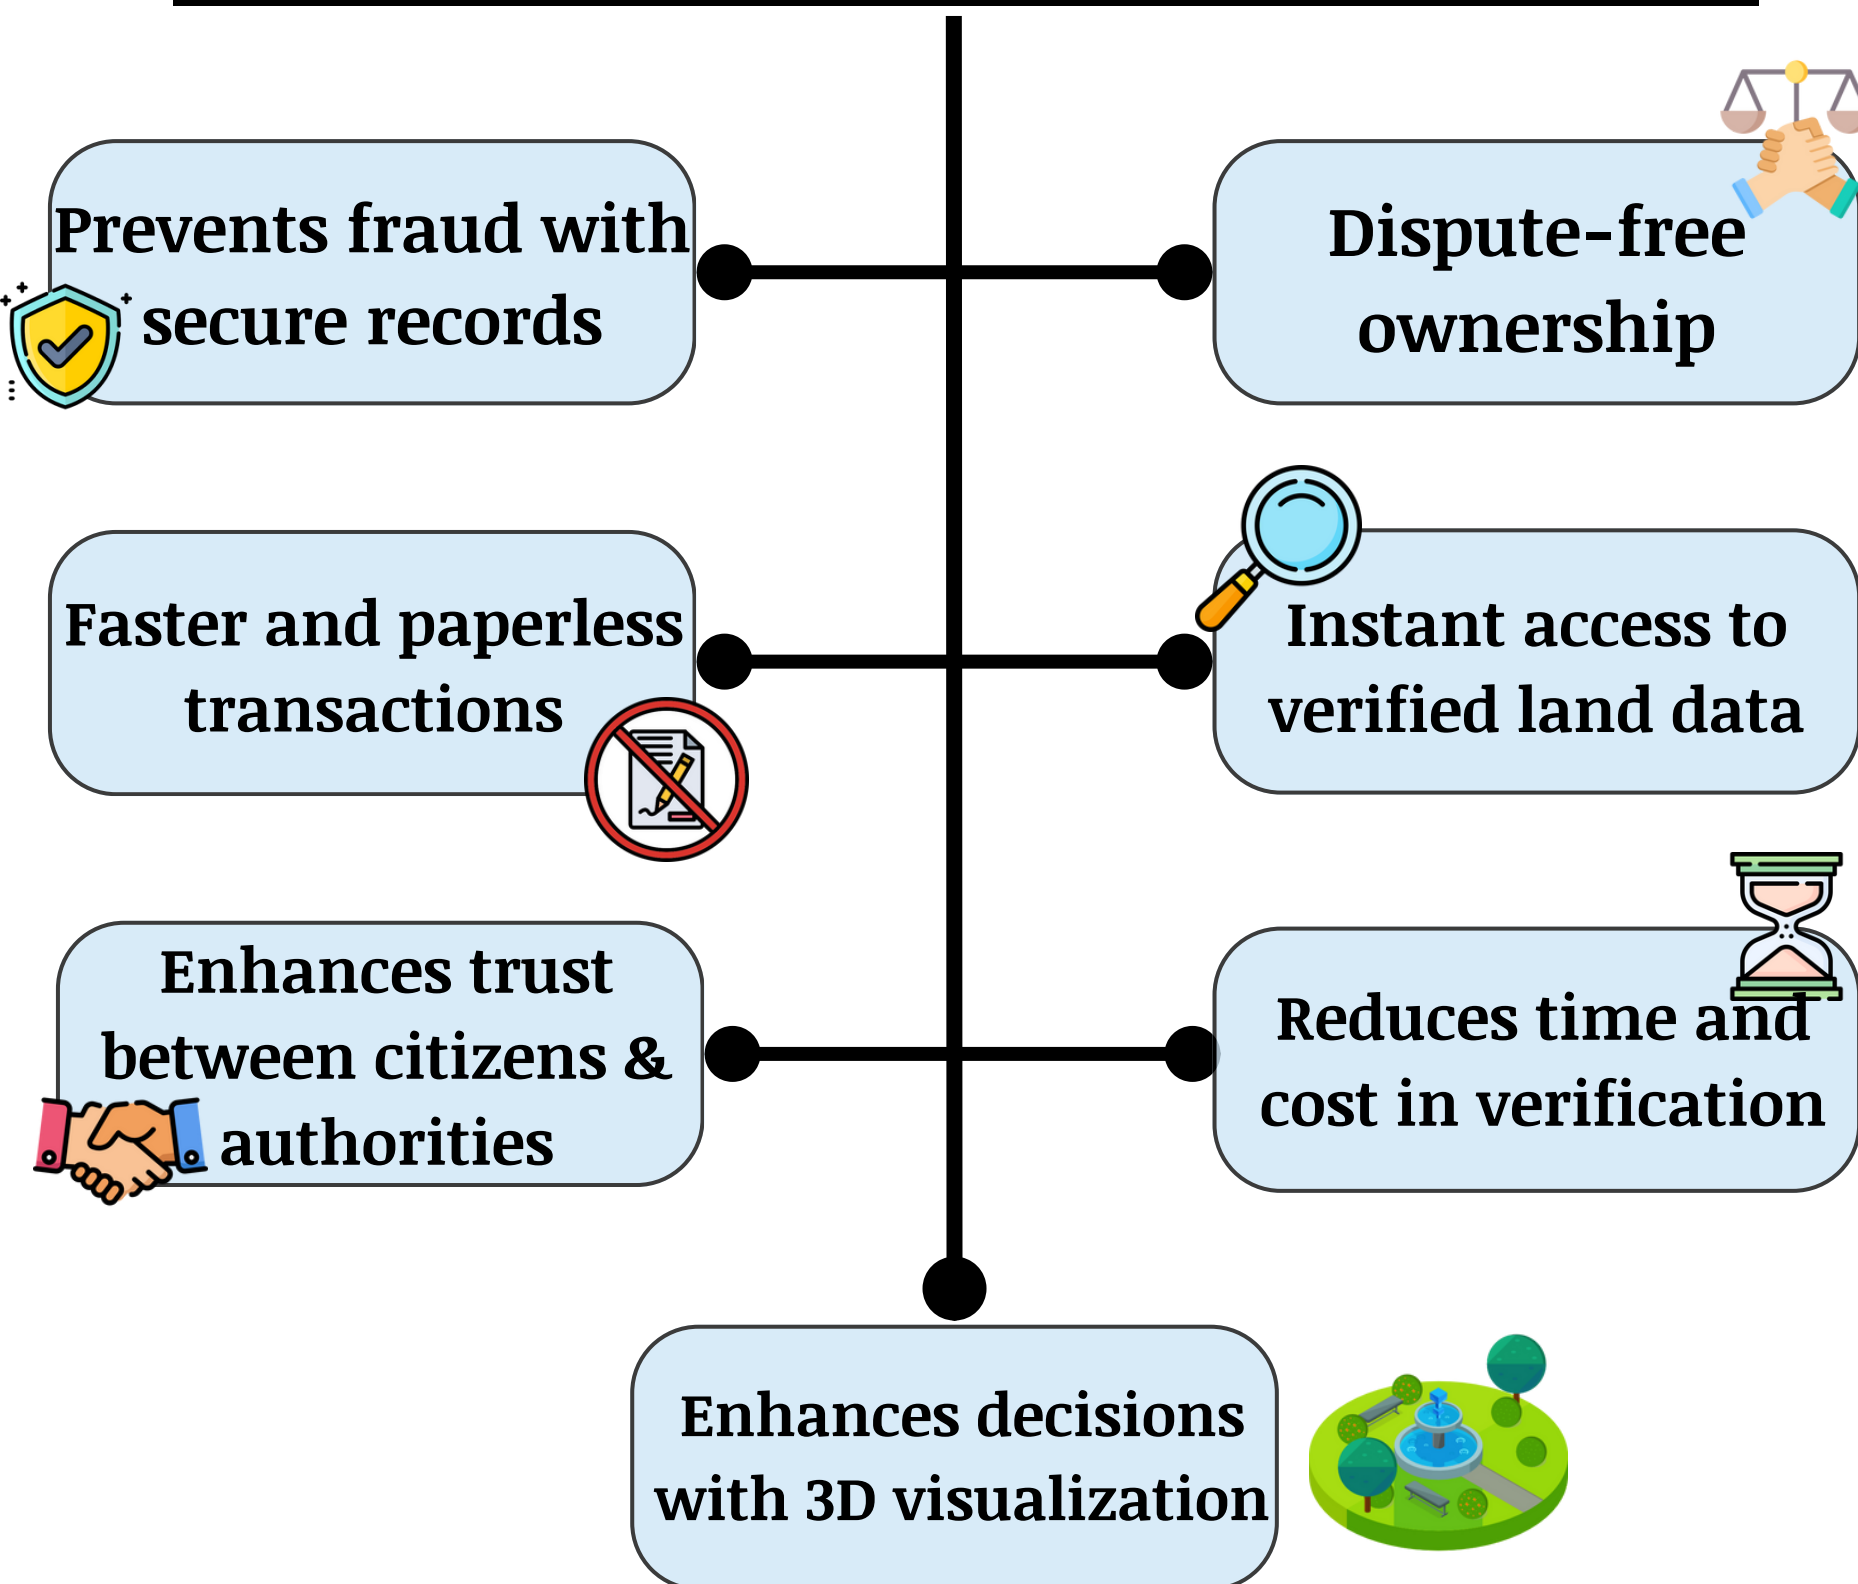 Prevents fraud with
secure records
Dispute-free
ownership
Faster and paperless
transactions
Instant access to
verified land data
Enhances trust
between citizens &
authorities
Reduces time and
cost in verification
Enhances decisions
with 3D visualization